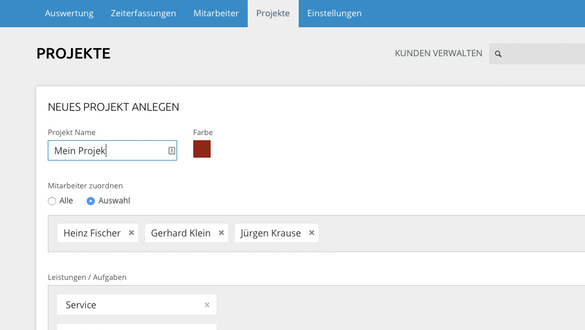 Auswertung Zeiterfassungen Mitarbeiter Projekte Einstellungen
PROJEKTE
KUNDEN VERWALTEN
NEUES PROJEKT ANLEGEN
Projekt Name Farbe
Mein Projek
Mitarbeiter zuordnen
Alle Auswahl
Heinz Fischer × Gerhard Klein × Jürgen Krause ×
Leistungen / Aufgaben
Service ×